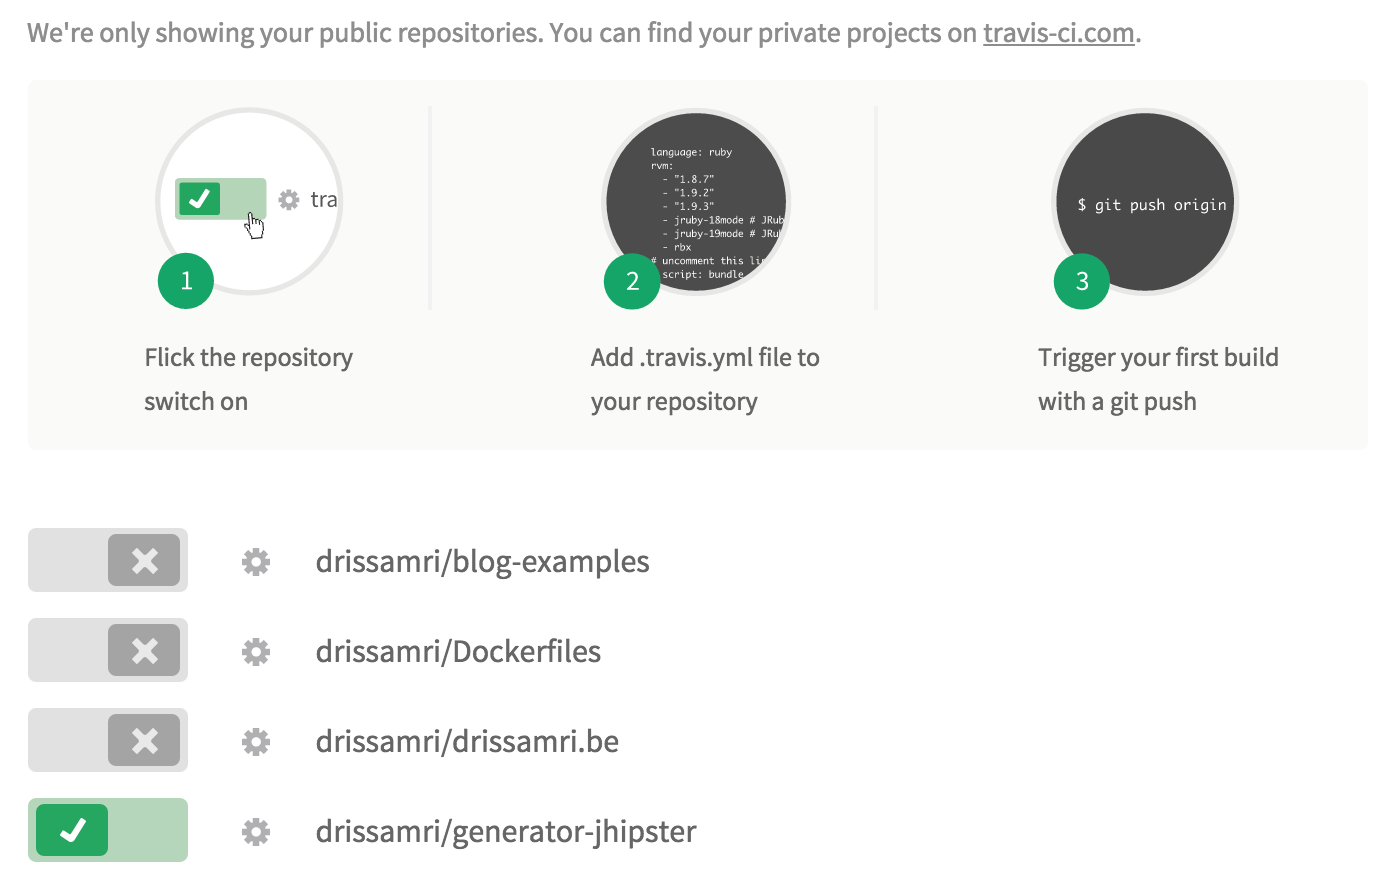 We're only showing your public repositories. You can find your private projects on travis-ci.com.
tra
1
Flick the repository
switch on
language: ruby
rvm:
- "1.8.7"
- "1.9.2"
- "1.9.3"
- jruby-18mode # JRub
- jruby-19mode # JRu
- rbx
# uncomment this li
script: bundle
2
Add .travis.yml file to
your repository
$ git push origin
3
Trigger your first build
with a git push
drissamri/blog-examples
drissamri/Dockerfiles
drissamri/drissamri.be
drissamri/generator-jhipster